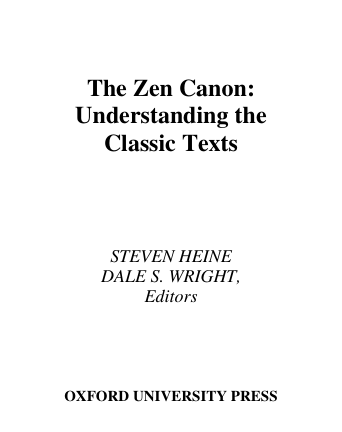 The Zen Canon:
Understanding the
Classic Texts
STEVEN HEINE
DALE S. WRIGHT,
Editors
OXFORD UNIVERSITY PRESS